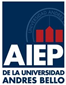 AIEP
DE LA UNIVERSIDAD
ANDRES BELLO